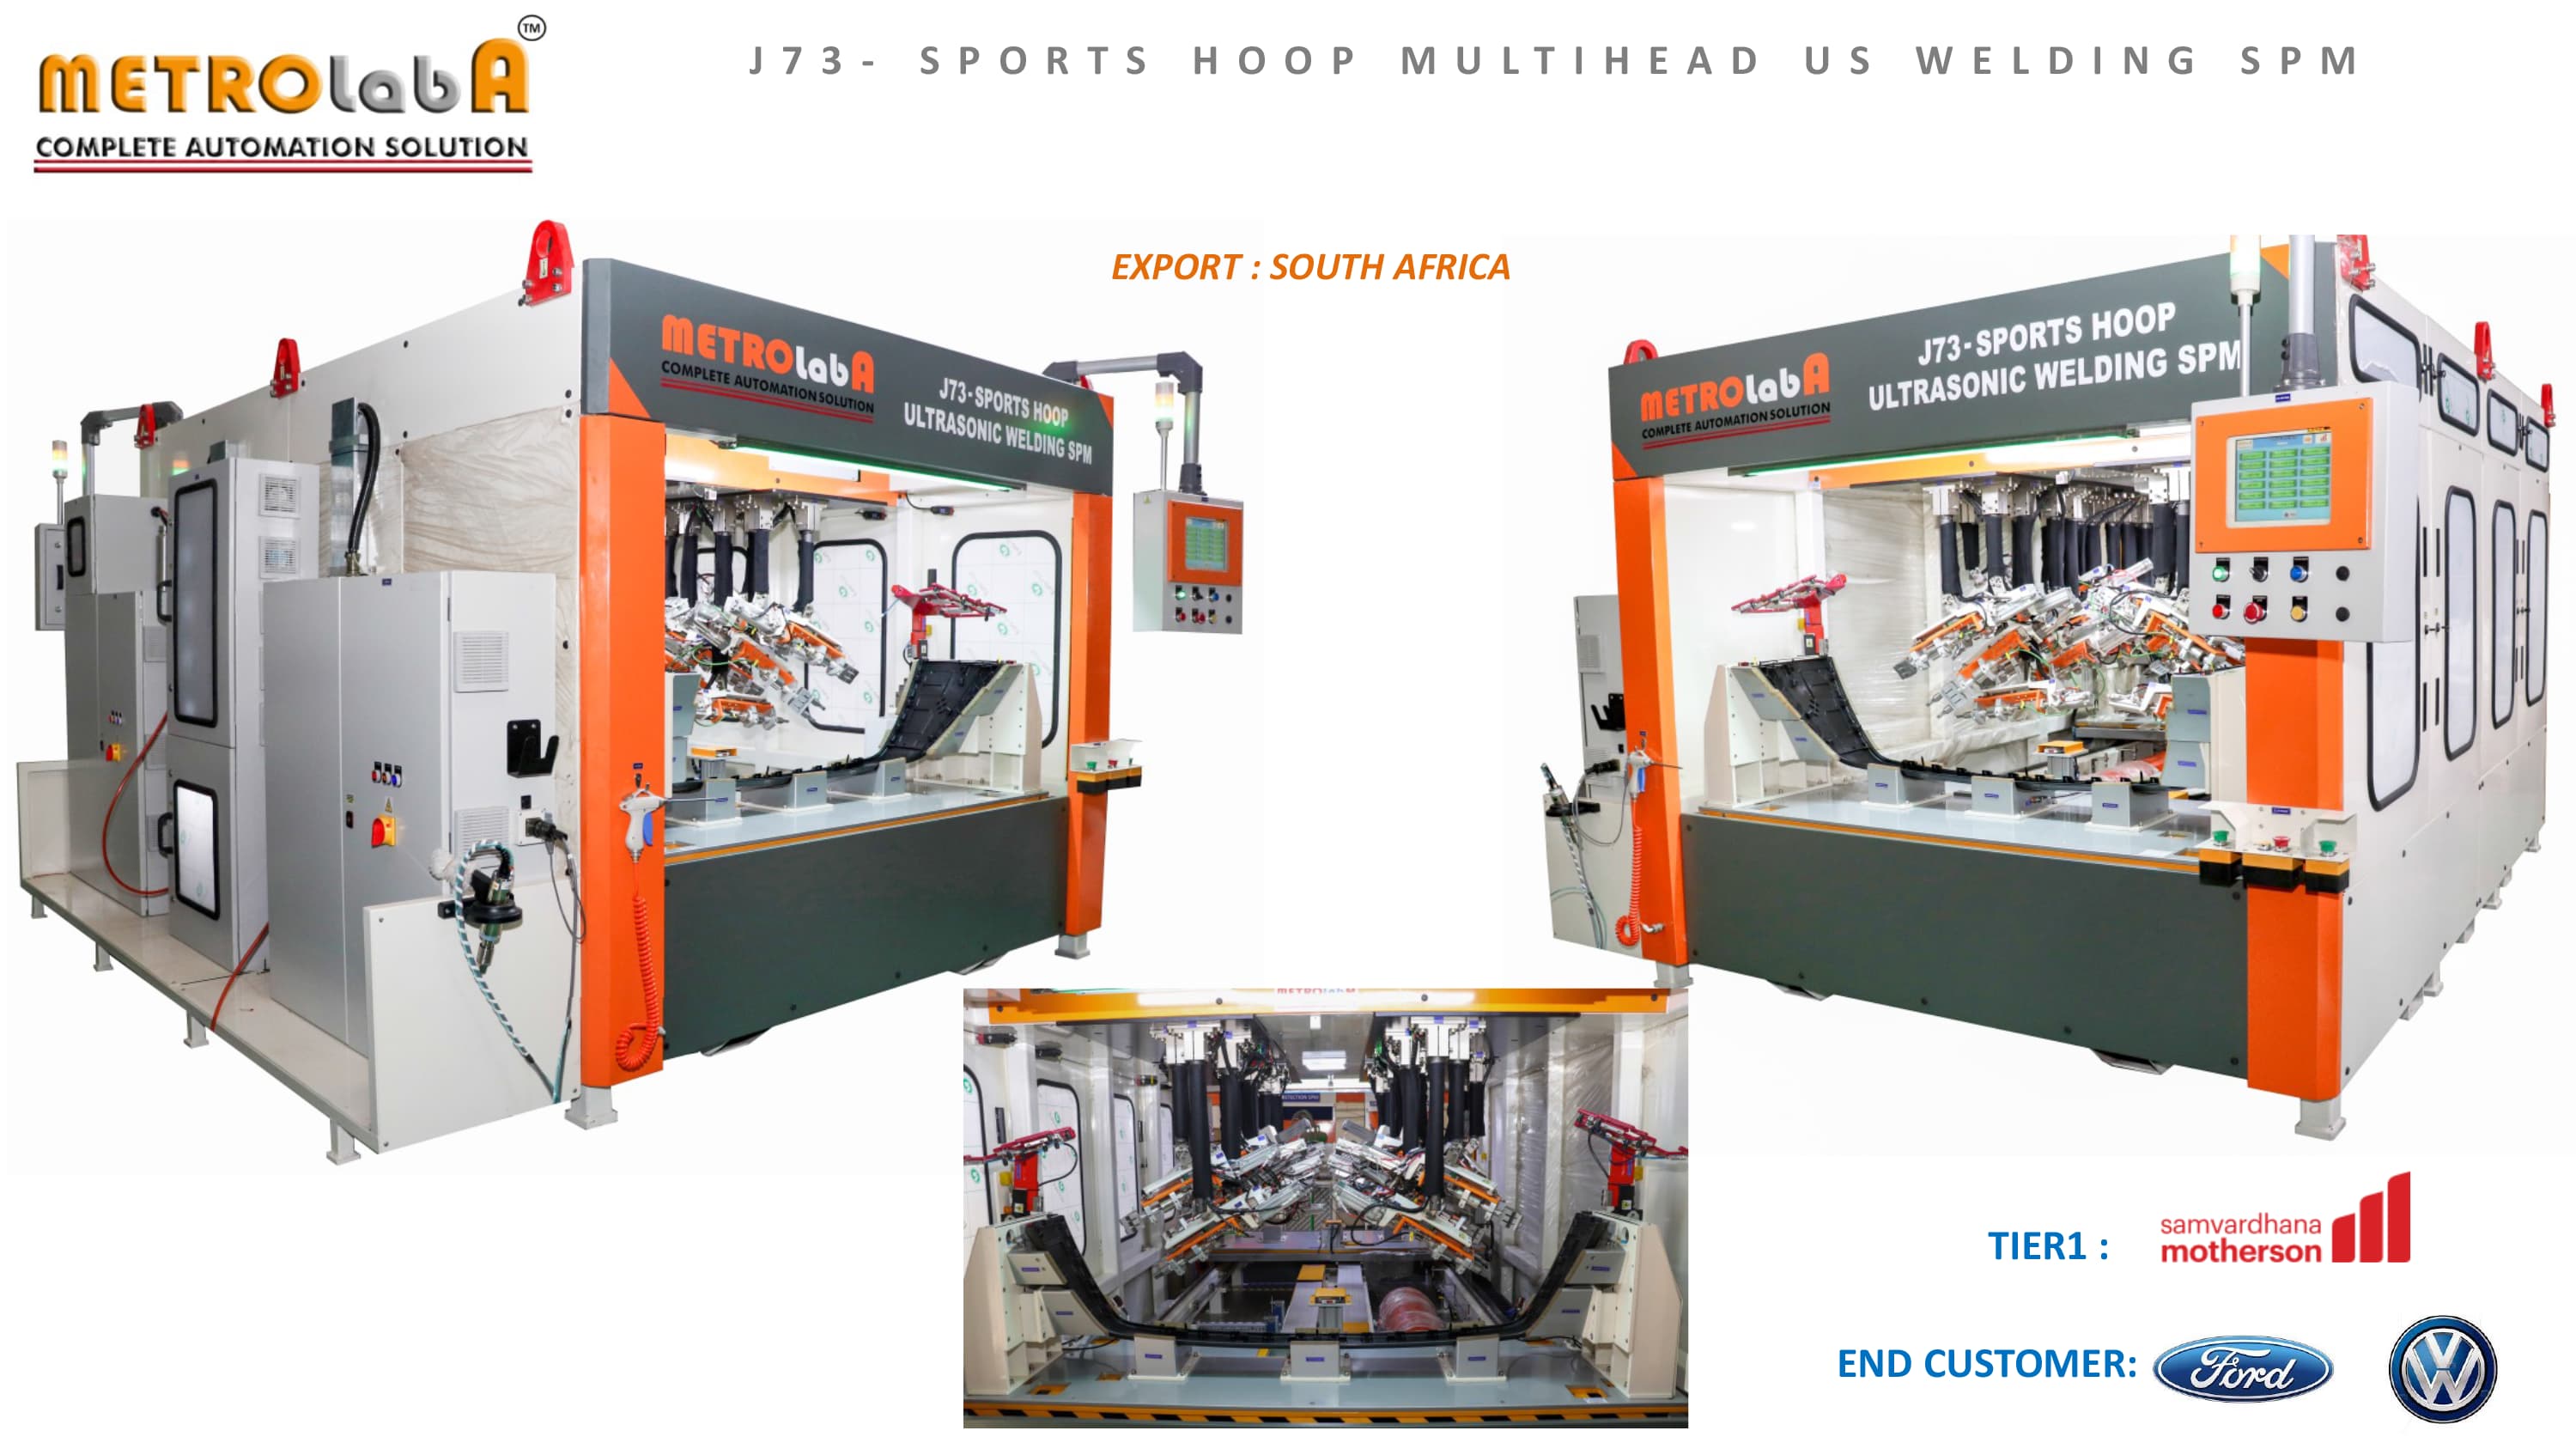 METROlabA™
COMPLETE AUTOMATION SOLUTION
J73- SPORTS HOOP MULTIHEAD US WELDING SPM
EXPORT : SOUTH AFRICA
METROlabA
COMPLETE AUTOMATION SOLUTION
J73-SPORTS HOOP
ULTRASONIC WELDING SPM
METROlabA
COMPLETE AUTOMATION SOLUTION
J73-SPORTS HOOP
ULTRASONIC WELDING SPM
METROlabA
TIER1 :
samvardhana
motherson
END CUSTOMER:
Ford
VW